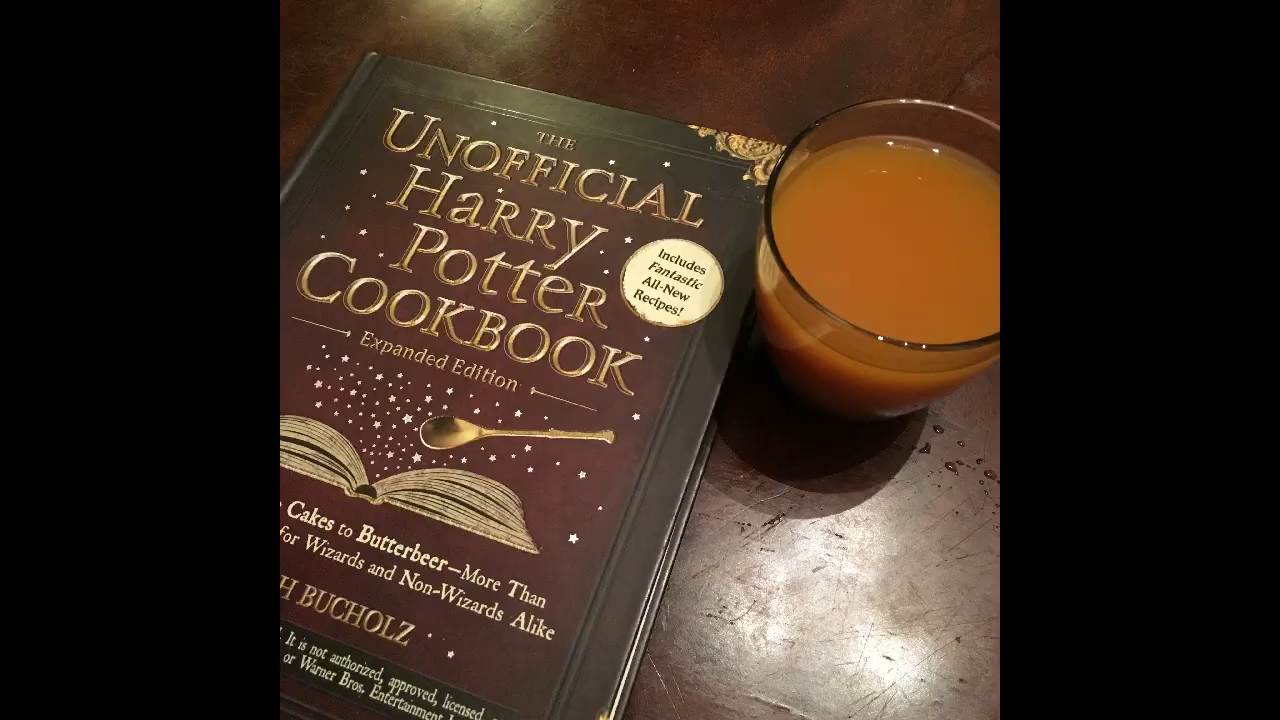 THE
UNOFFICIAL
HARRY
POTTER
COOKBOOK
Includes
Fantastic
All-New
Recipes!
Expanded Edition
Cakes to Butterbeer—More Than
for Wizards and Non-Wizards Alike
H BUCHOLZ
It is not authorized, approved, licensed,
or Warner Bros. Entertainment